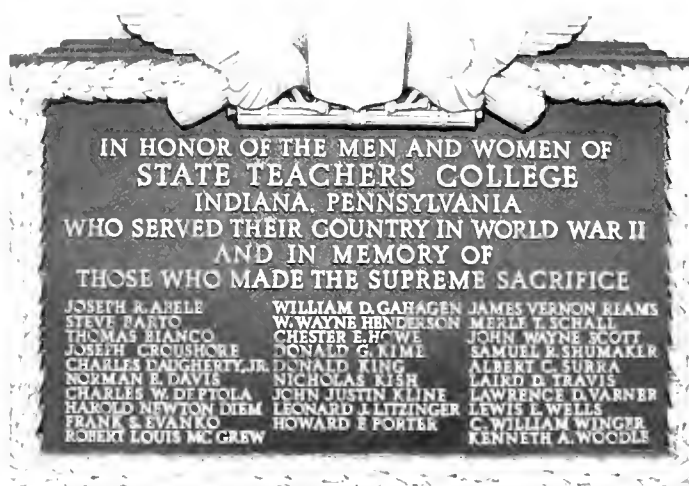 IN HONOR OF THE MEN AND WOMEN OF
STATE TEACHERS COLLEGE
INDIANA, PENNSYLVANIA
WHO SERVED THEIR COUNTRY IN WORLD WAR II
AND IN MEMORY OF
THOSE WHO MADE THE SUPREME SACRIFICE
JOSEPH R. ABELE
STEVE BARTO
THOMAS BIANCO
JOSEPH CROUSHORE
CHARLES DAUGHERTY, JR.
NORMAN E. DAVIS
CHARLES W. DEPTOLA
HAROLD NEWTON DIEM
FRANK S. EVANKO
ROBERT LOUIS MC GREW
WILLIAM D. GAHAGEN
W. WAYNE HENDERSON
CHESTER E. HOWE
DONALD G. KIME
DONALD KING
NICHOLAS KISH
JOHN JUSTIN KLINE
LEONARD J. LITZINGER
HOWARD F. PORTER
JAMES VERNON REAMS
MERLE T. SCHALL
JOHN WAYNE SCOTT
SAMUEL R. SHUMAKER
ALBERT C. SURRA
LAIRD D. TRAVIS
LAWRENCE D. VARNER
LEWIS L. WELLS
C. WILLIAM WINGER
KENNETH A. WOODLE